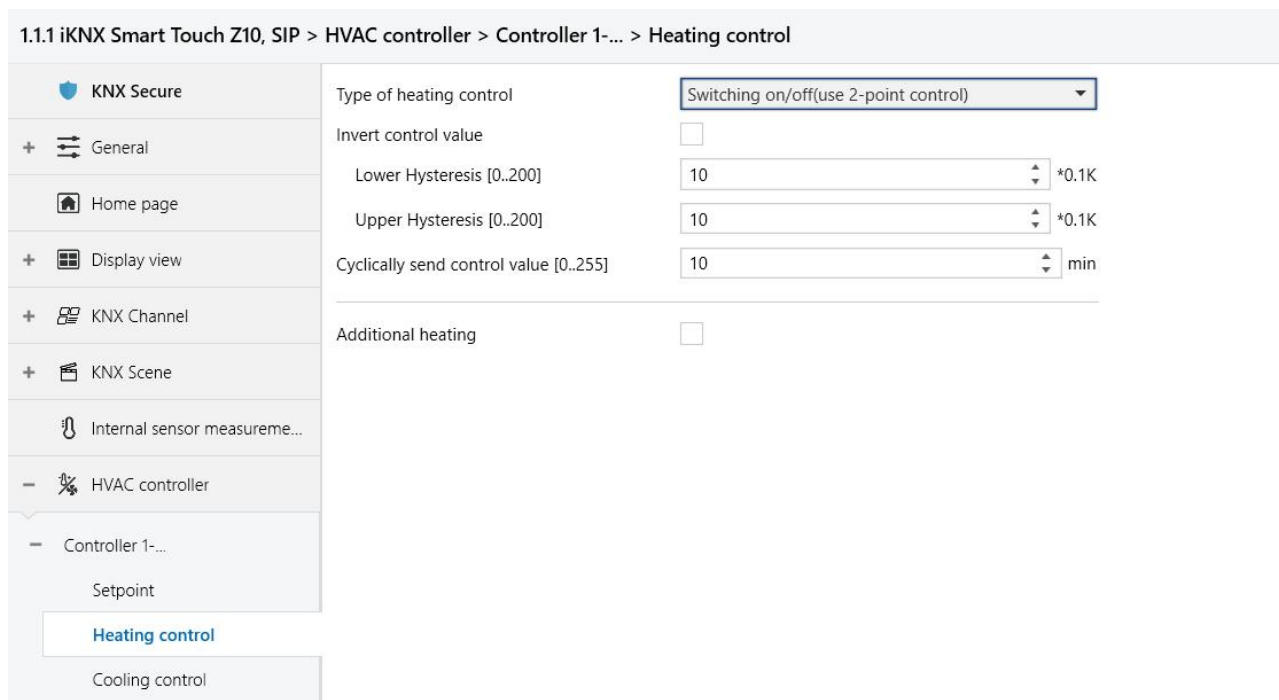 1.1.1 iKNX Smart Touch Z10, SIP > HVAC controller > Controller 1-... > Heating control
KNX Secure
+ General
Home page
+ Display view
+ KNX Channel
+ KNX Scene
Internal sensor measureme...
− HVAC controller
− Controller 1-...
Setpoint
Heating control
Cooling control
Type of heating control Switching on/off(use 2-point control)
Invert control value
Lower Hysteresis [0..200] 10 *0.1K
Upper Hysteresis [0..200] 10 *0.1K
Cyclically send control value [0..255] 10 min
Additional heating